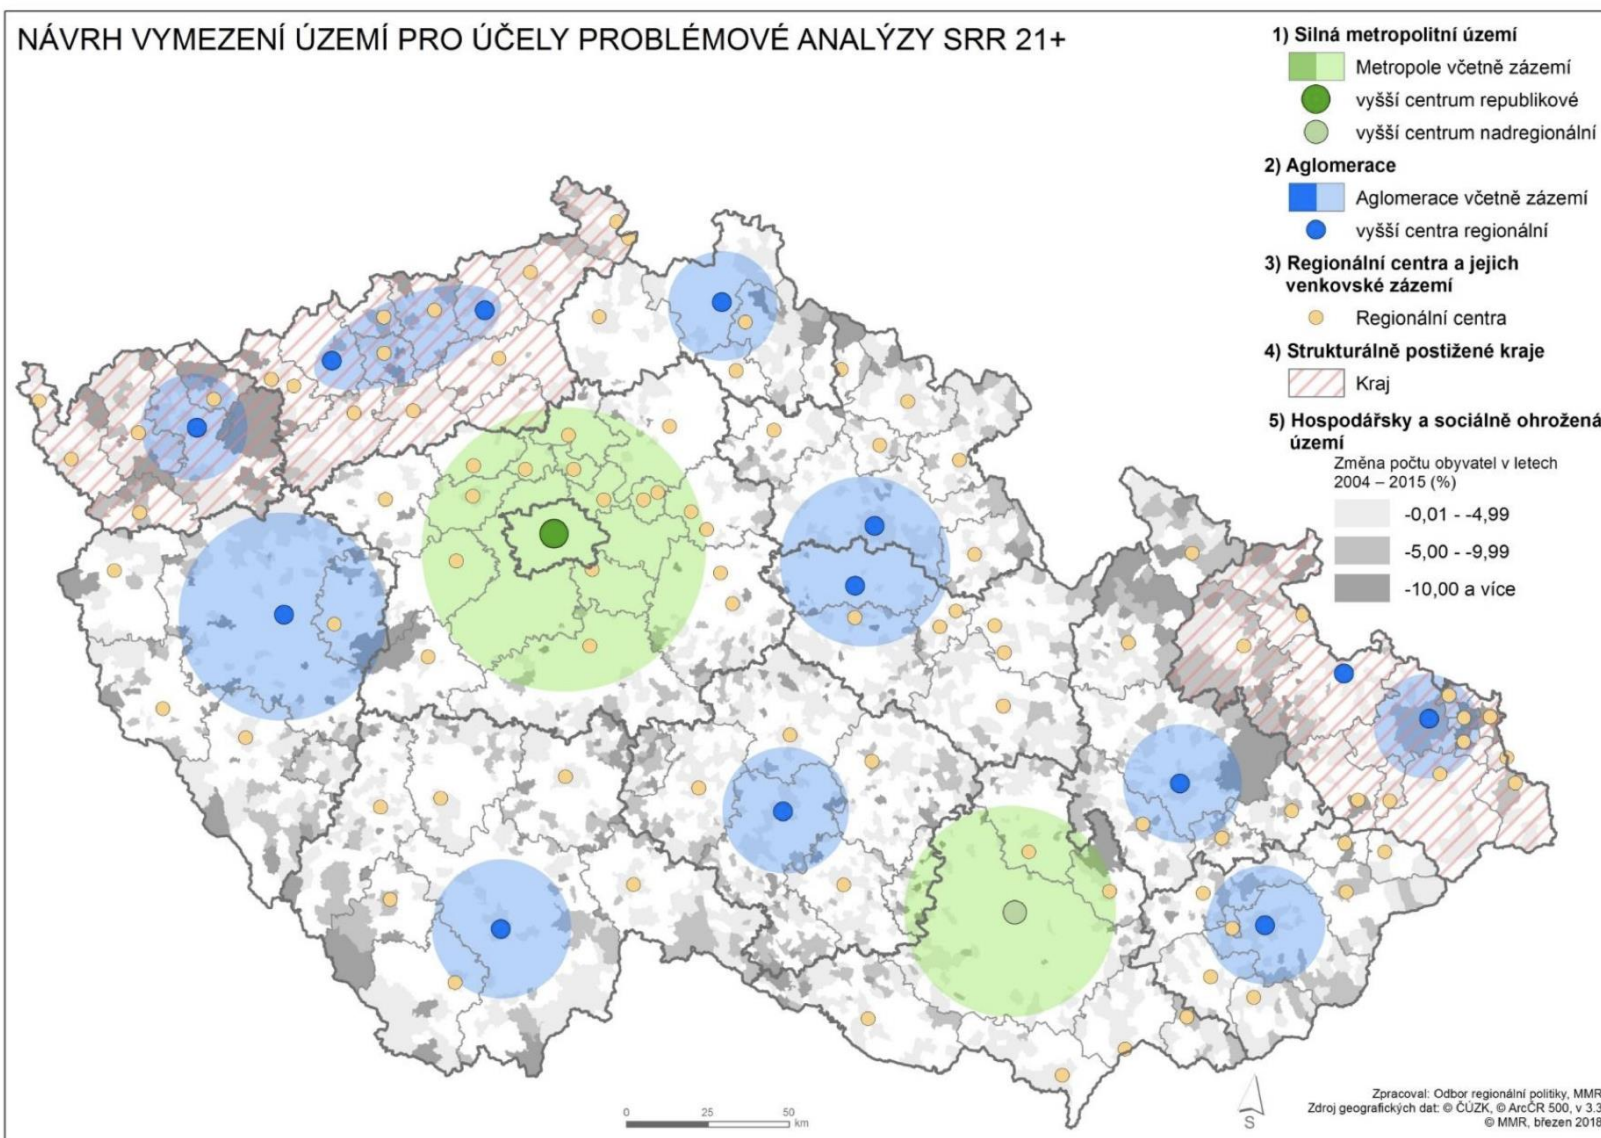 NÁVRH VYMEZENÍ ÚZEMÍ PRO ÚČELY PROBLÉMOVÉ ANALÝZY SRR 21+
1) Silná metropolitní území
Metropole včetně zázemí
vyšší centrum republikové
vyšší centrum nadregionální
2) Aglomerace
Aglomerace včetně zázemí
vyšší centra regionální
3) Regionální centra a jejich
venkovské zázemí
Regionální centra
4) Strukturálně postižené kraje
Kraj
5) Hospodářsky a sociálně ohrožená
území
Změna počtu obyvatel v letech
2004 – 2015 (%)
-0,01 - -4,99
-5,00 - -9,99
-10,00 a více
0 25 50
km
S
Zpracoval: Odbor regionální politiky, MMR
Zdroj geografických dat: © ČÚZK, © ArcČR 500, v 3.3
© MMR, březen 2018